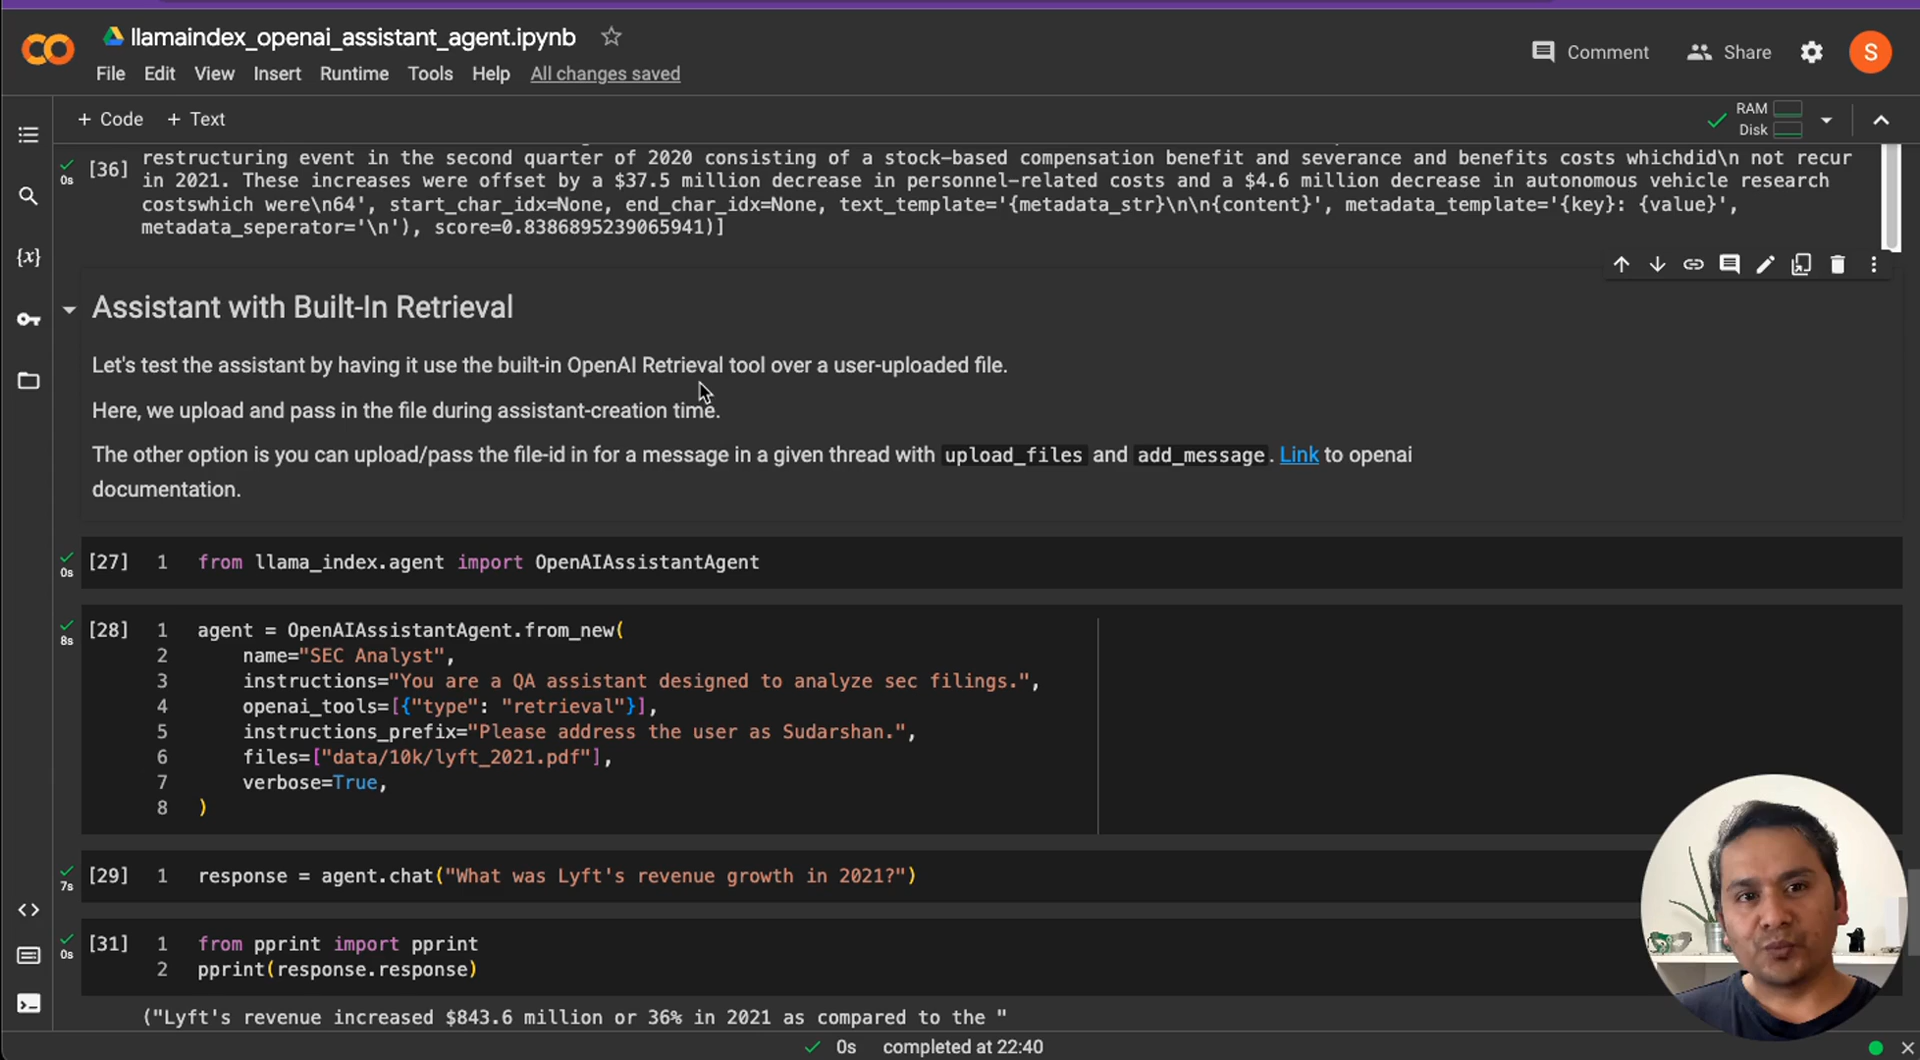 llamaindex_openai_assistant_agent.ipynb
File Edit View Insert Runtime Tools Help All changes saved
Comment Share S
+ Code + Text
RAM
Disk
[36] restructuring event in the second quarter of 2020 consisting of a stock-based compensation benefit and severance and benefits costs whichdid\n not recur
0s
in 2021. These increases were offset by a $37.5 million decrease in personnel-related costs and a $4.6 million decrease in autonomous vehicle research
costswhich were\n64', start_char_idx=None, end_char_idx=None, text_template='{metadata_str}\n\n{content}', metadata_template='{key}: {value}',
metadata_seperator='\n'), score=0.8386895239065941)]
Assistant with Built-In Retrieval
Let's test the assistant by having it use the built-in OpenAI Retrieval tool over a user-uploaded file.
Here, we upload and pass in the file during assistant-creation time.
The other option is you can upload/pass the file-id in for a message in a given thread with upload_files and add_message. Link to openai
documentation.
[27] 1 from llama_index.agent import OpenAIAssistantAgent
0s
[28] 1 agent = OpenAIAssistantAgent.from_new(
8s
2 name="SEC Analyst",
3 instructions="You are a QA assistant designed to analyze sec filings.",
4 openai_tools=[{"type": "retrieval"}],
5 instructions_prefix="Please address the user as Sudarshan.",
6 files=["data/10k/lyft_2021.pdf"],
7 verbose=True,
8 )
[29] 1 response = agent.chat("What was Lyft's revenue growth in 2021?")
7s
[31] 1 from pprint import pprint
0s
2 pprint(response.response)
("Lyft's revenue increased $843.6 million or 36% in 2021 as compared to the "
0s completed at 22:40